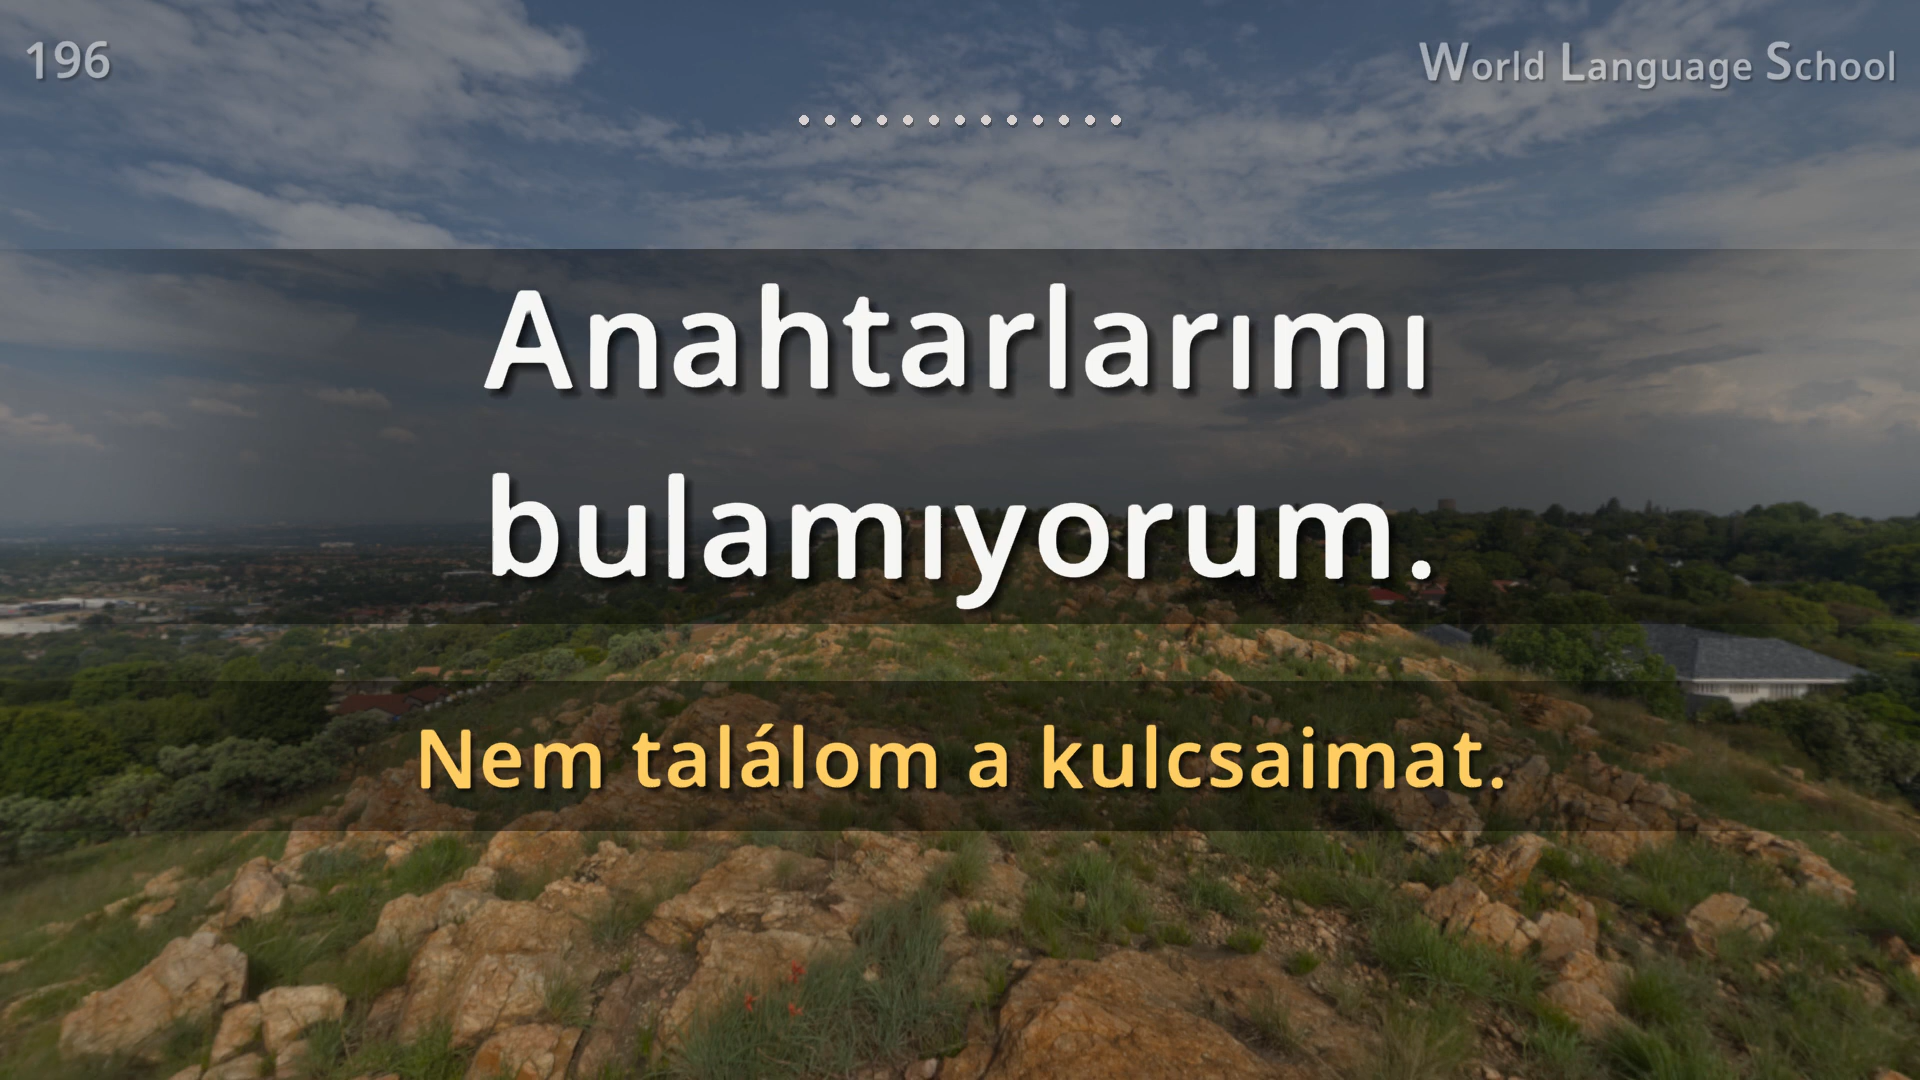 196
World Language School
Anahtarlarımı
bulamıyorum.
Nem találom a kulcsaimat.